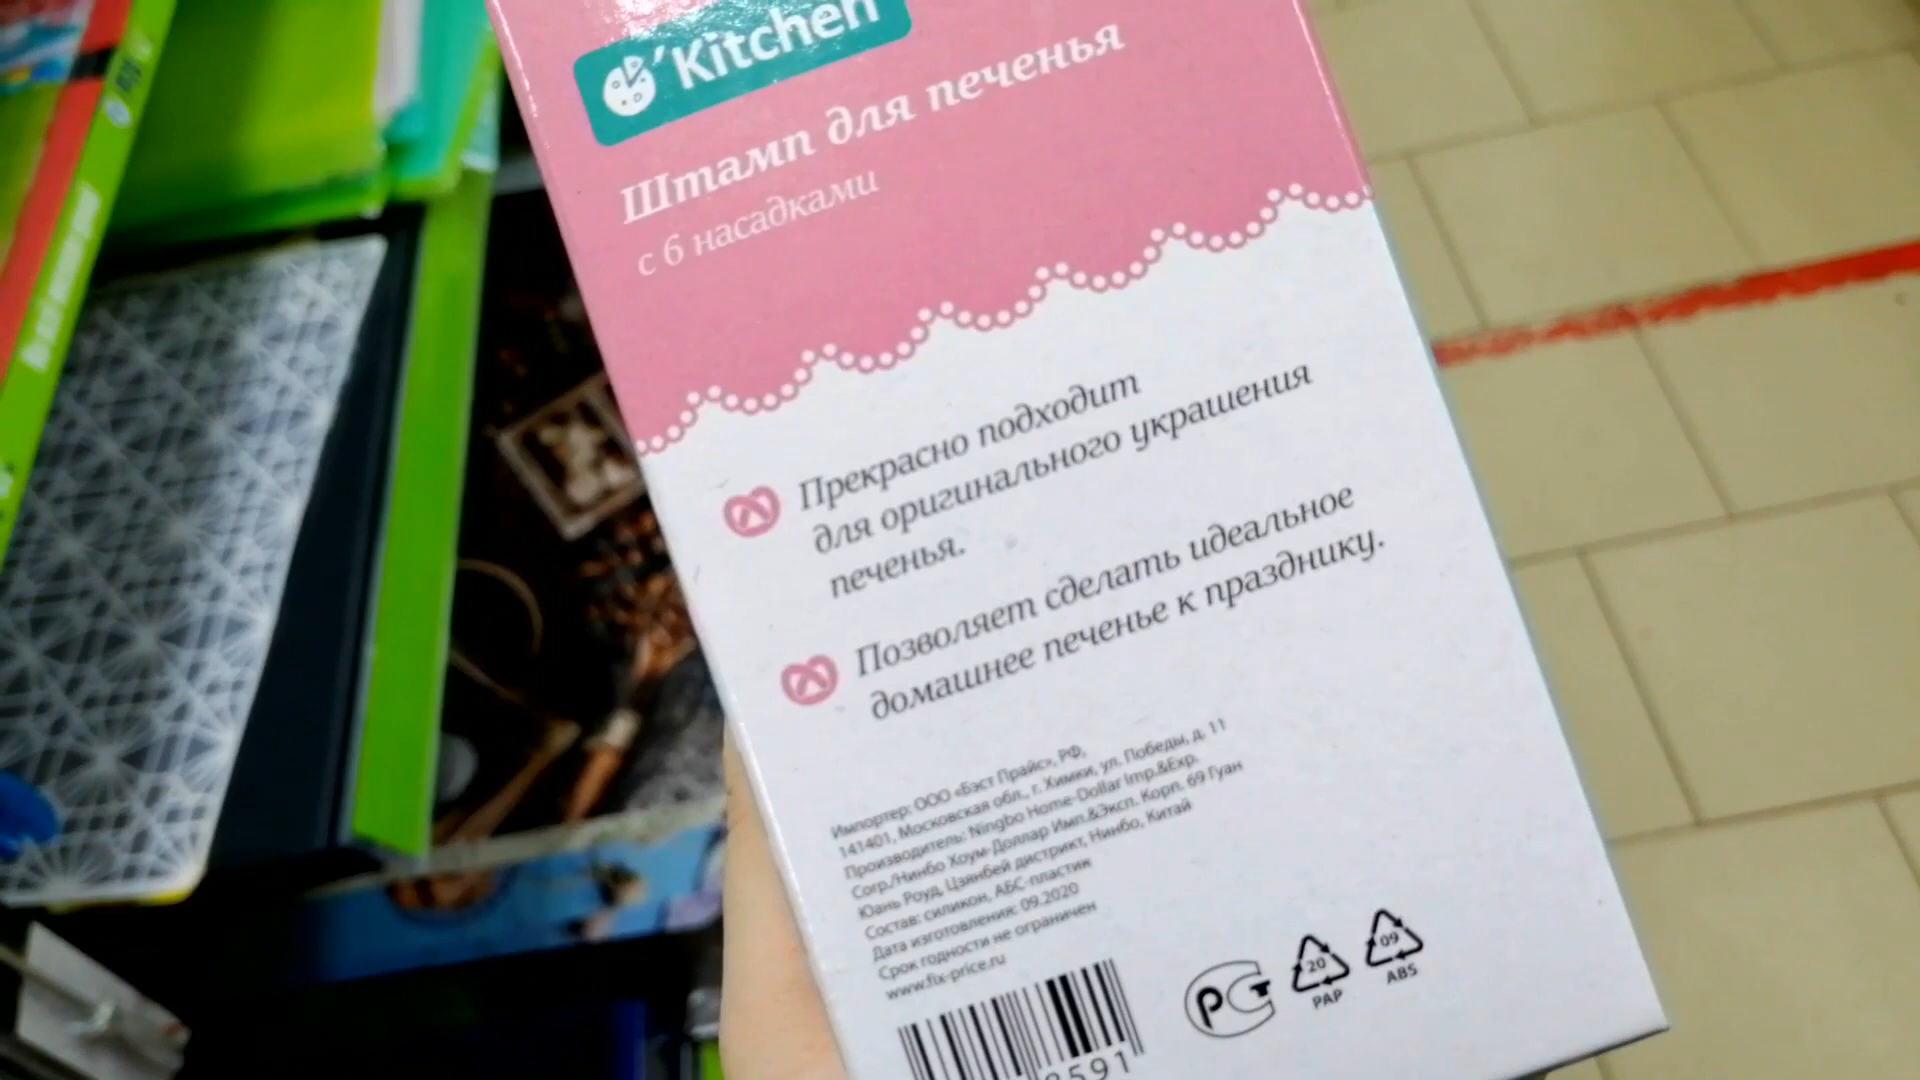 'Kitchen
Штамп для печенья
с 6 насадками
Прекрасно подходит
для оригинального украшения
печенья.
Позволяет сделать идеальное
домашнее печенье к празднику.
Импортер: ООО «Бэст Прайс», РФ,
141401, Московская обл., г. Химки, ул. Победы, д. 11
Производитель: Ningbo Home-Dollar Imp.&Exp.
Corp./Нинбо Хоум-Доллар Имп.&Эксп. Корп. 69 Гуан
Юань Роуд, Цзянбей дистрикт, Нинбо, Китай
Состав: силикон, АБС-пластик
Дата изготовления: 09.2020
Срок годности не ограничен
www.fix-price.ru
РСТ
20
PAP
09
ABS
8591